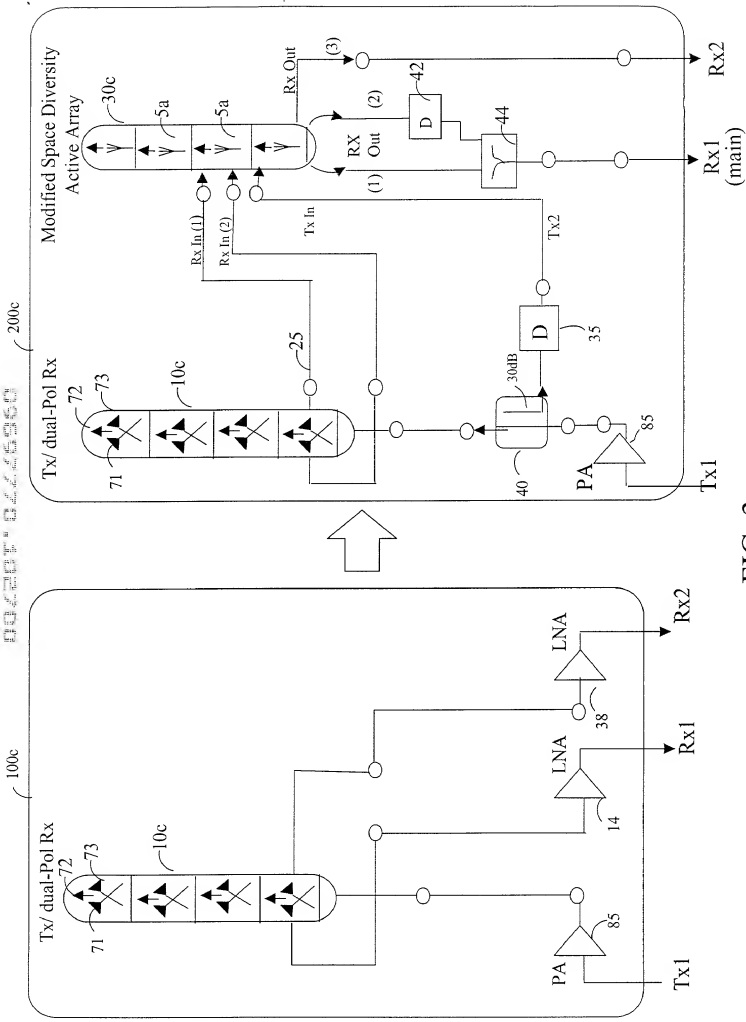 100c
Tx/ dual-Pol Rx
72
73
10c
71
PA
85
Tx1
LNA
14
Rx1
LNA
38
Rx2
200c
Tx/ dual-Pol Rx
72
73
10c
71
25
Modified Space Diversity
Active Array
30c
5a
5a
Rx In (1)
Rx In (2)
Tx In
RX
Out
(1)
(2)
Rx Out
(3)
D
42
44
Tx2
30dB
40
D
35
PA
85
Tx1
Rx1
(main)
Rx2